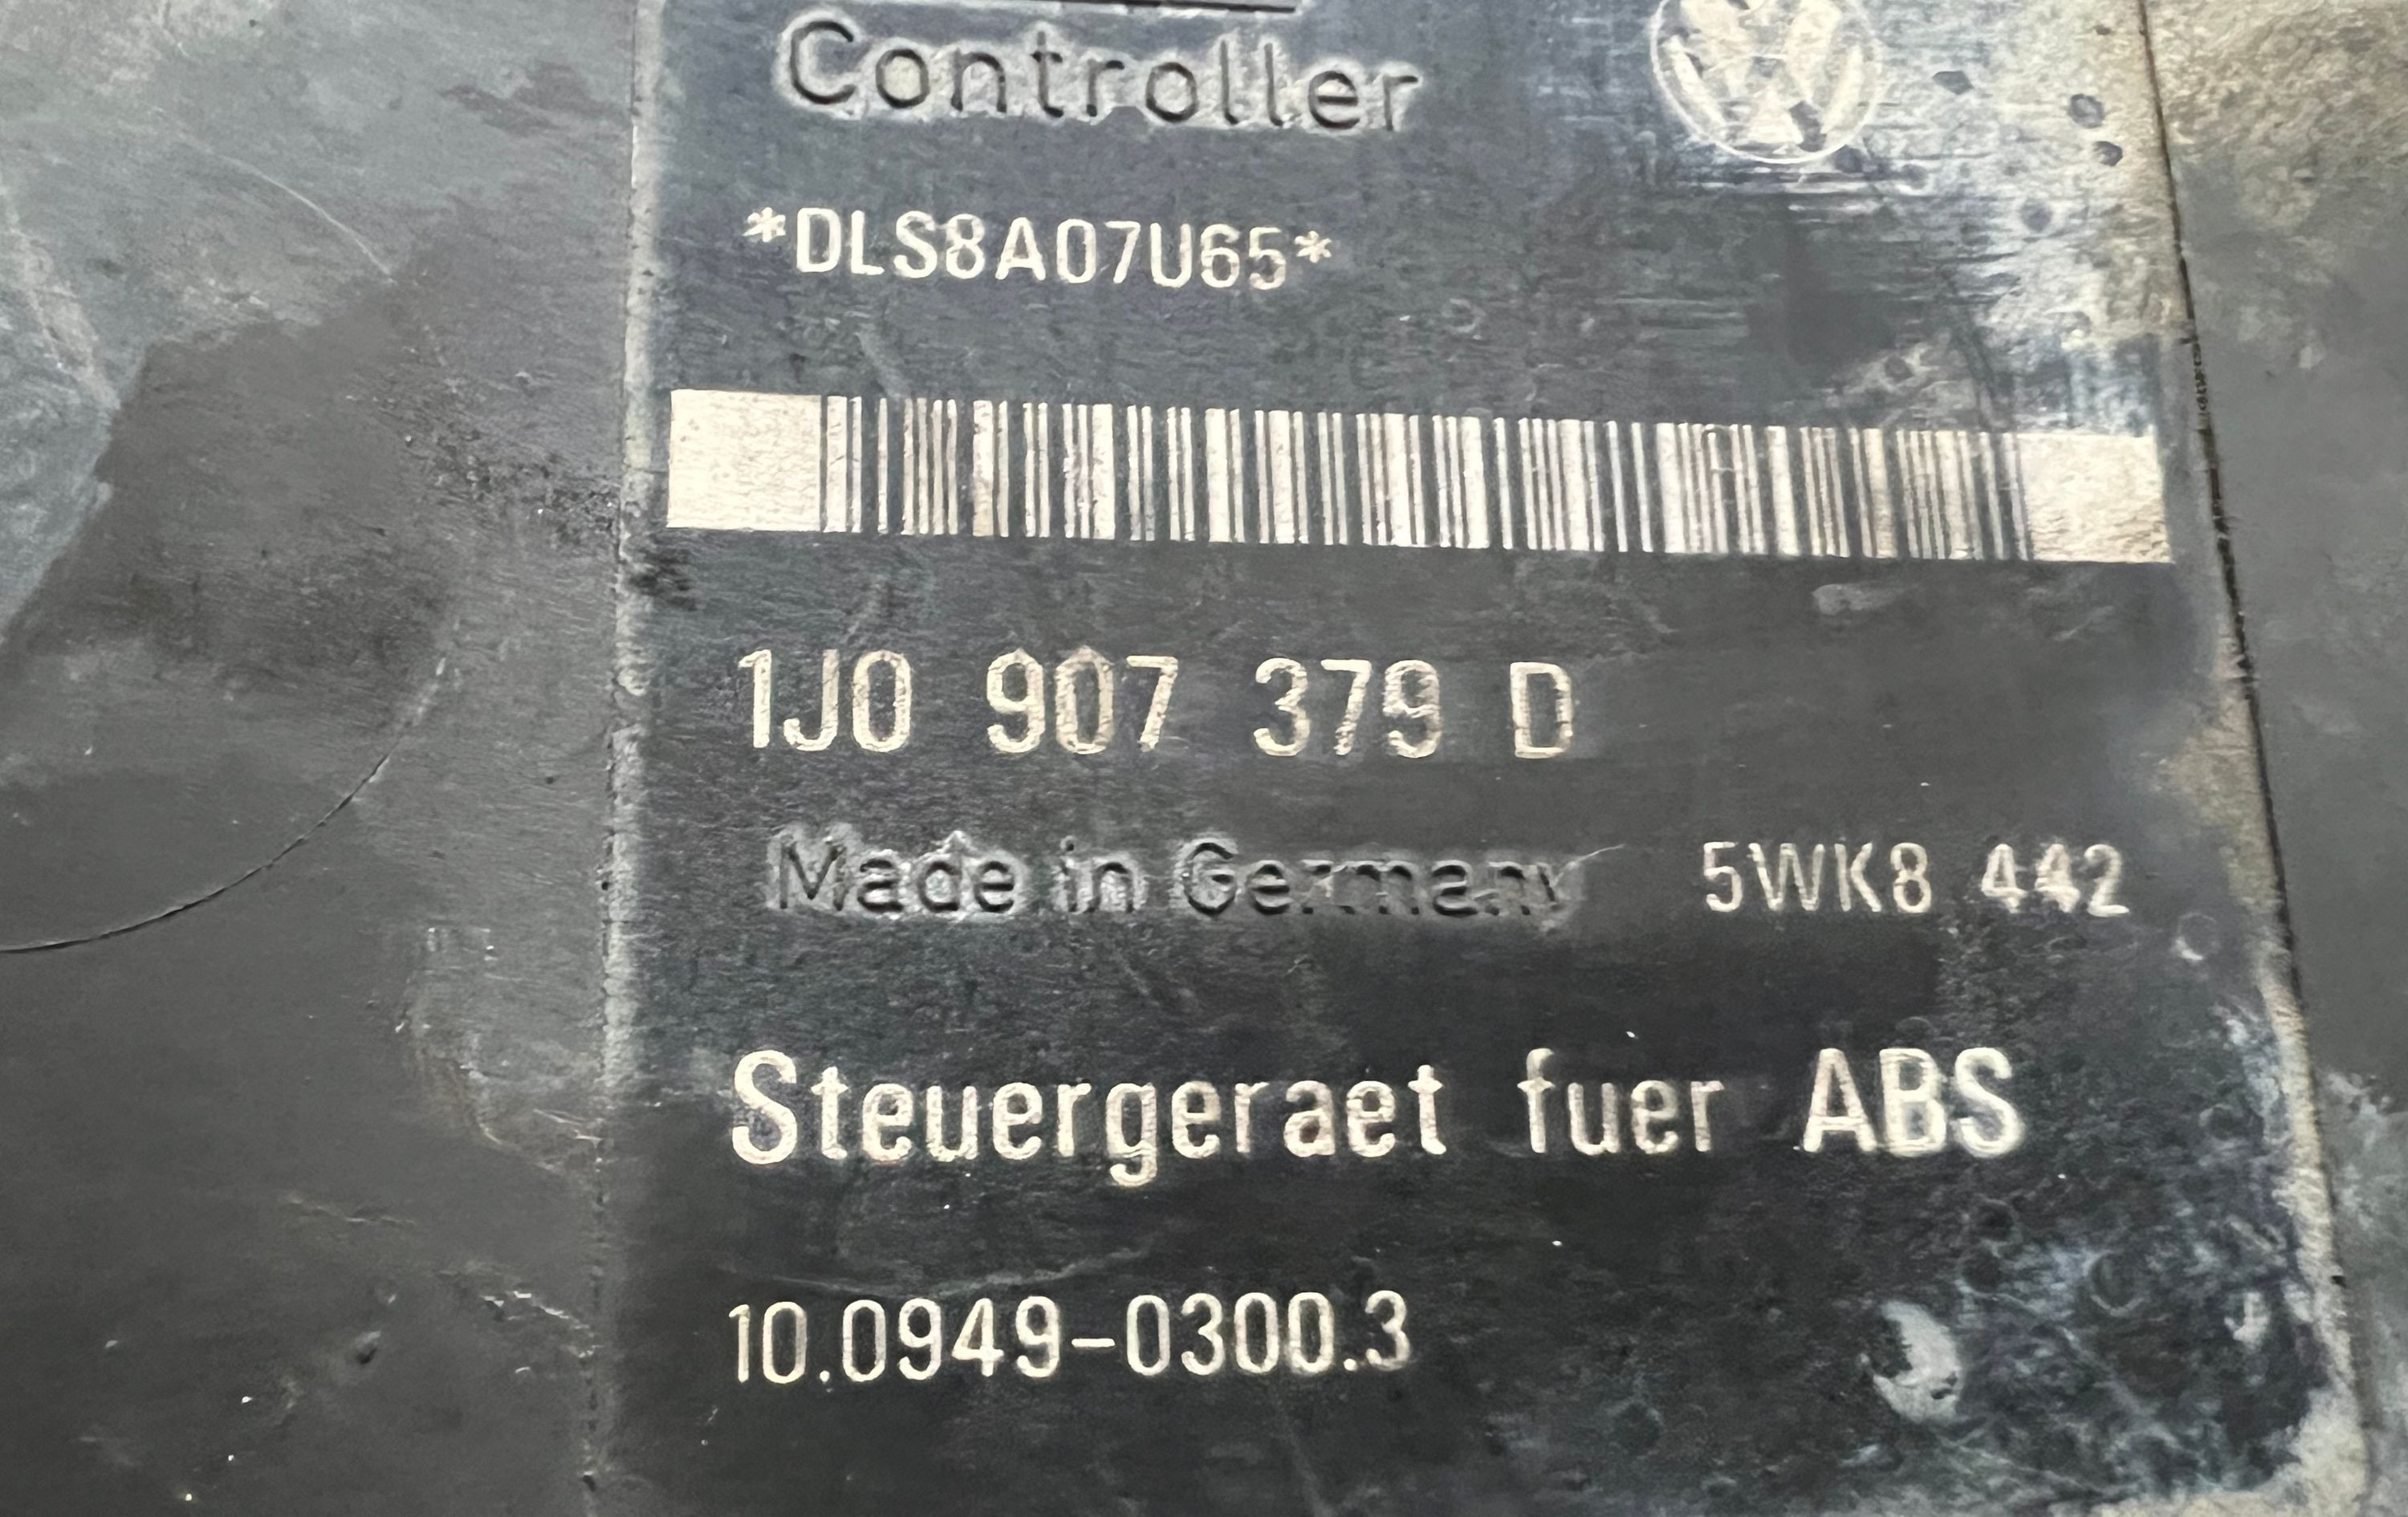 Controller
*DLS8A07U65*
1J0 907 379 D
Made in Germany 5WK8 442
Steuergeraet fuer ABS
10.0949-0300.3